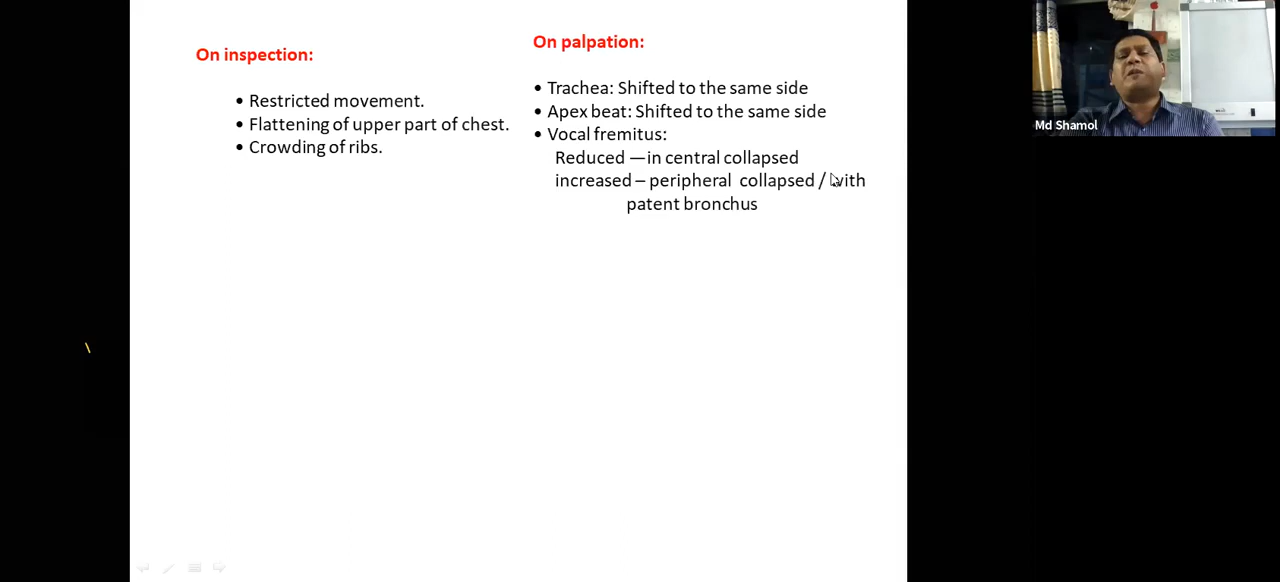 On inspection:
• Restricted movement.
• Flattening of upper part of chest.
• Crowding of ribs.
On palpation:
• Trachea: Shifted to the same side
• Apex beat: Shifted to the same side
• Vocal fremitus:
Reduced —in central collapsed
increased – peripheral collapsed / with
patent bronchus
Md Shamol